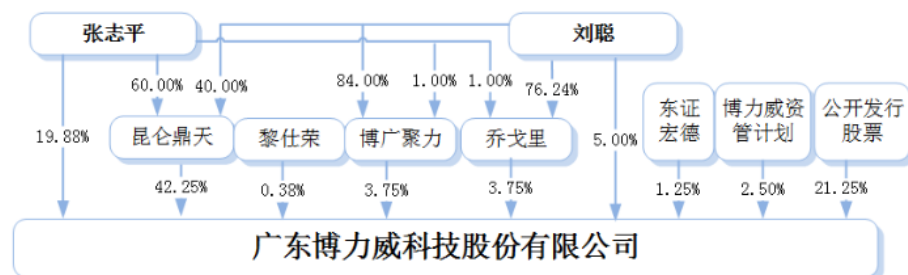 张志平
刘聪
60.00%
40.00%
84.00%
1.00%
1.00%
76.24%
19.88%
昆仑鼎天
黎仕荣
博广聚力
乔戈里
5.00%
东证
宏德
博力威资
管计划
公开发行
股票
42.25%
0.38%
3.75%
3.75%
1.25%
2.50%
21.25%
广东博力威科技股份有限公司